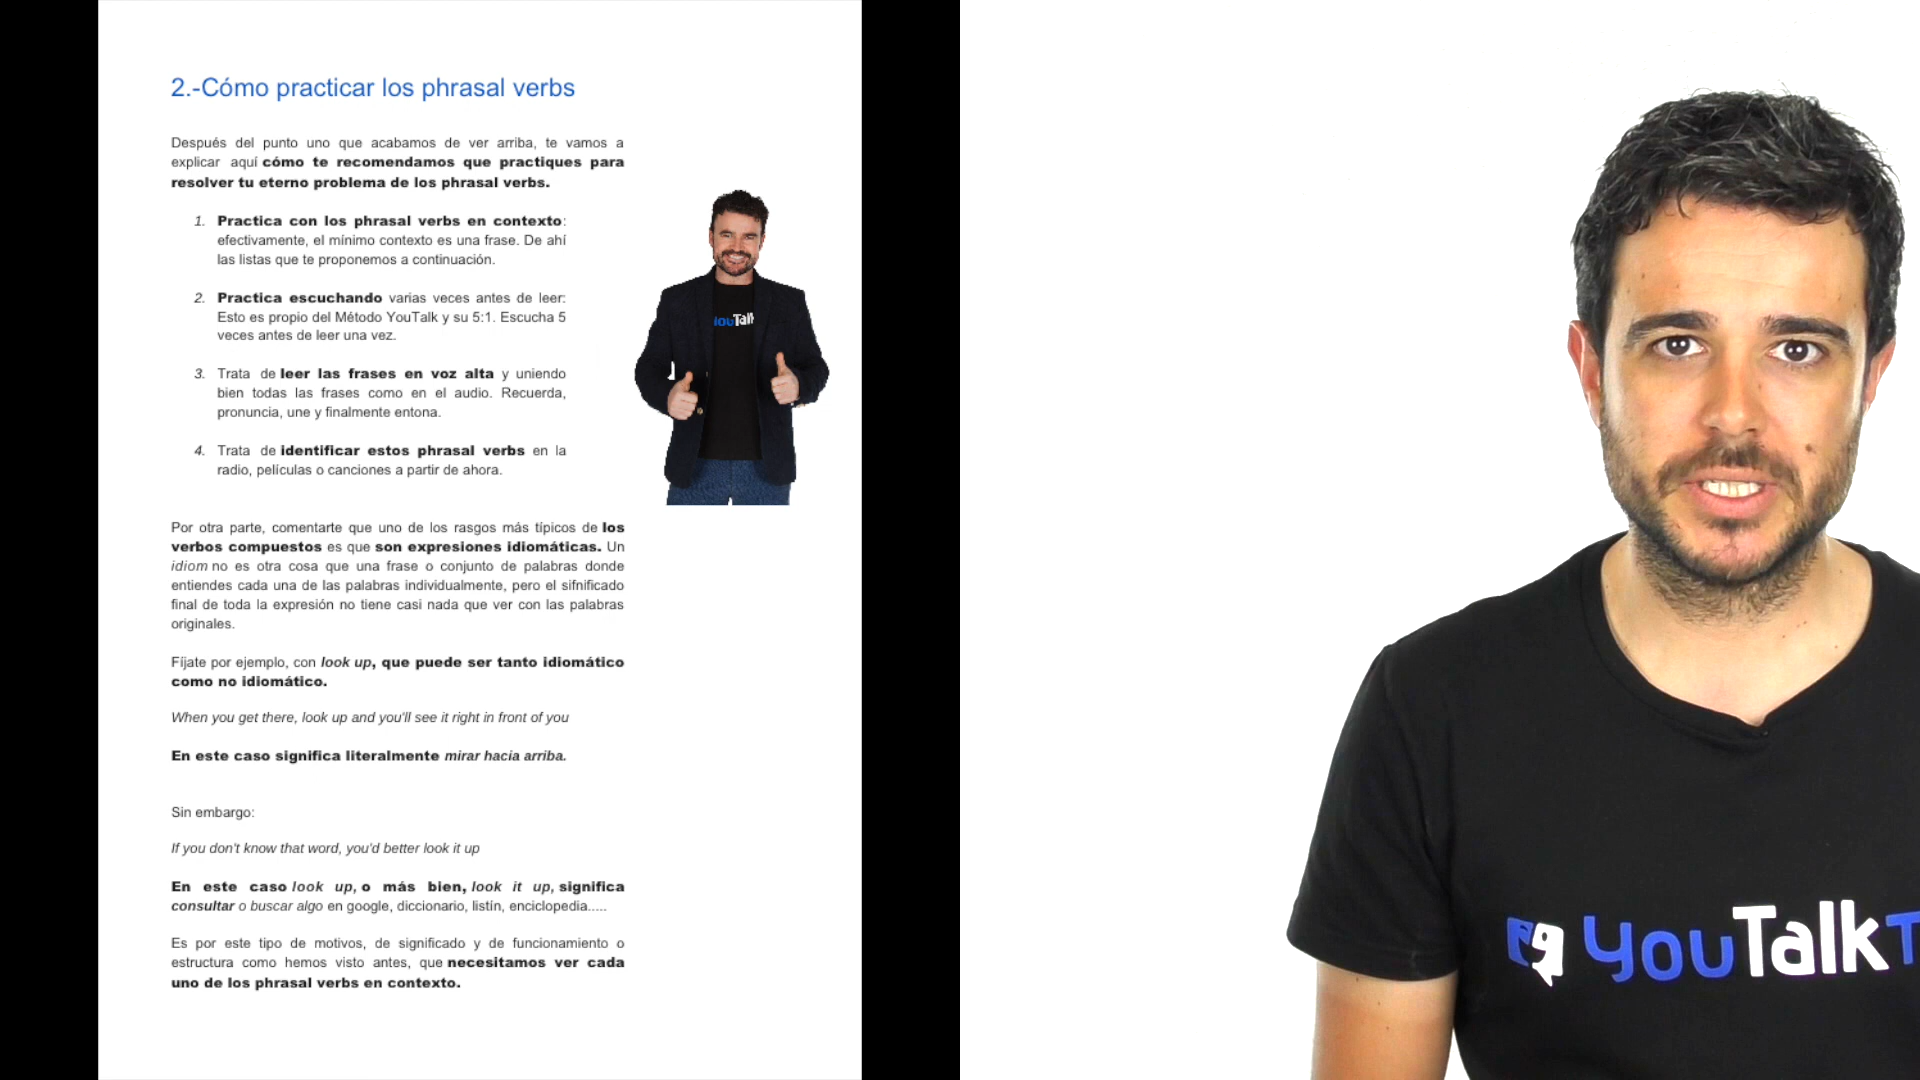 2.-Cómo practicar los phrasal verbs
Después del punto uno que acabamos de ver arriba, te vamos a
explicar aquí cómo te recomendamos que practiques para
resolver tu eterno problema de los phrasal verbs.
1. Practica con los phrasal verbs en contexto:
efectivamente, el mínimo contexto es una frase. De ahí
las listas que te proponemos a continuación.
2. Practica escuchando varias veces antes de leer:
Esto es propio del Método YouTalk y su 5:1. Escucha 5
veces antes de leer una vez.
3. Trata de leer las frases en voz alta y uniendo
bien todas las frases como en el audio. Recuerda,
pronuncia, une y finalmente entona.
4. Trata de identificar estos phrasal verbs en la
radio, películas o canciones a partir de ahora.
Por otra parte, comentarte que uno de los rasgos más típicos de los
verbos compuestos es que son expresiones idiomáticas. Un
idiom no es otra cosa que una frase o conjunto de palabras donde
entiendes cada una de las palabras individualmente, pero el sifnificado
final de toda la expresión no tiene casi nada que ver con las palabras
originales.
Fíjate por ejemplo, con look up, que puede ser tanto idiomático
como no idiomático.
When you get there, look up and you'll see it right in front of you
En este caso significa literalmente mirar hacia arriba.
Sin embargo:
If you don't know that word, you'd better look it up
En este caso look up, o más bien, look it up, significa
consultar o buscar algo en google, diccionario, listín, enciclopedia.....
Es por este tipo de motivos, de significado y de funcionamiento o
estructura como hemos visto antes, que necesitamos ver cada
uno de los phrasal verbs en contexto.
YouTalk
YouTalkT